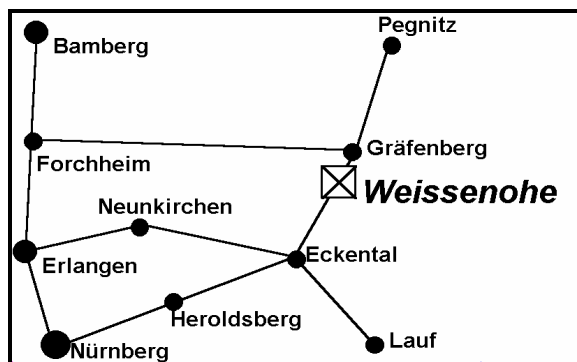 Pegnitz
Bamberg
Gräfenberg
Forchheim
Weissenohe
Neunkirchen
Eckental
Erlangen
Heroldsberg
Lauf
Nürnberg